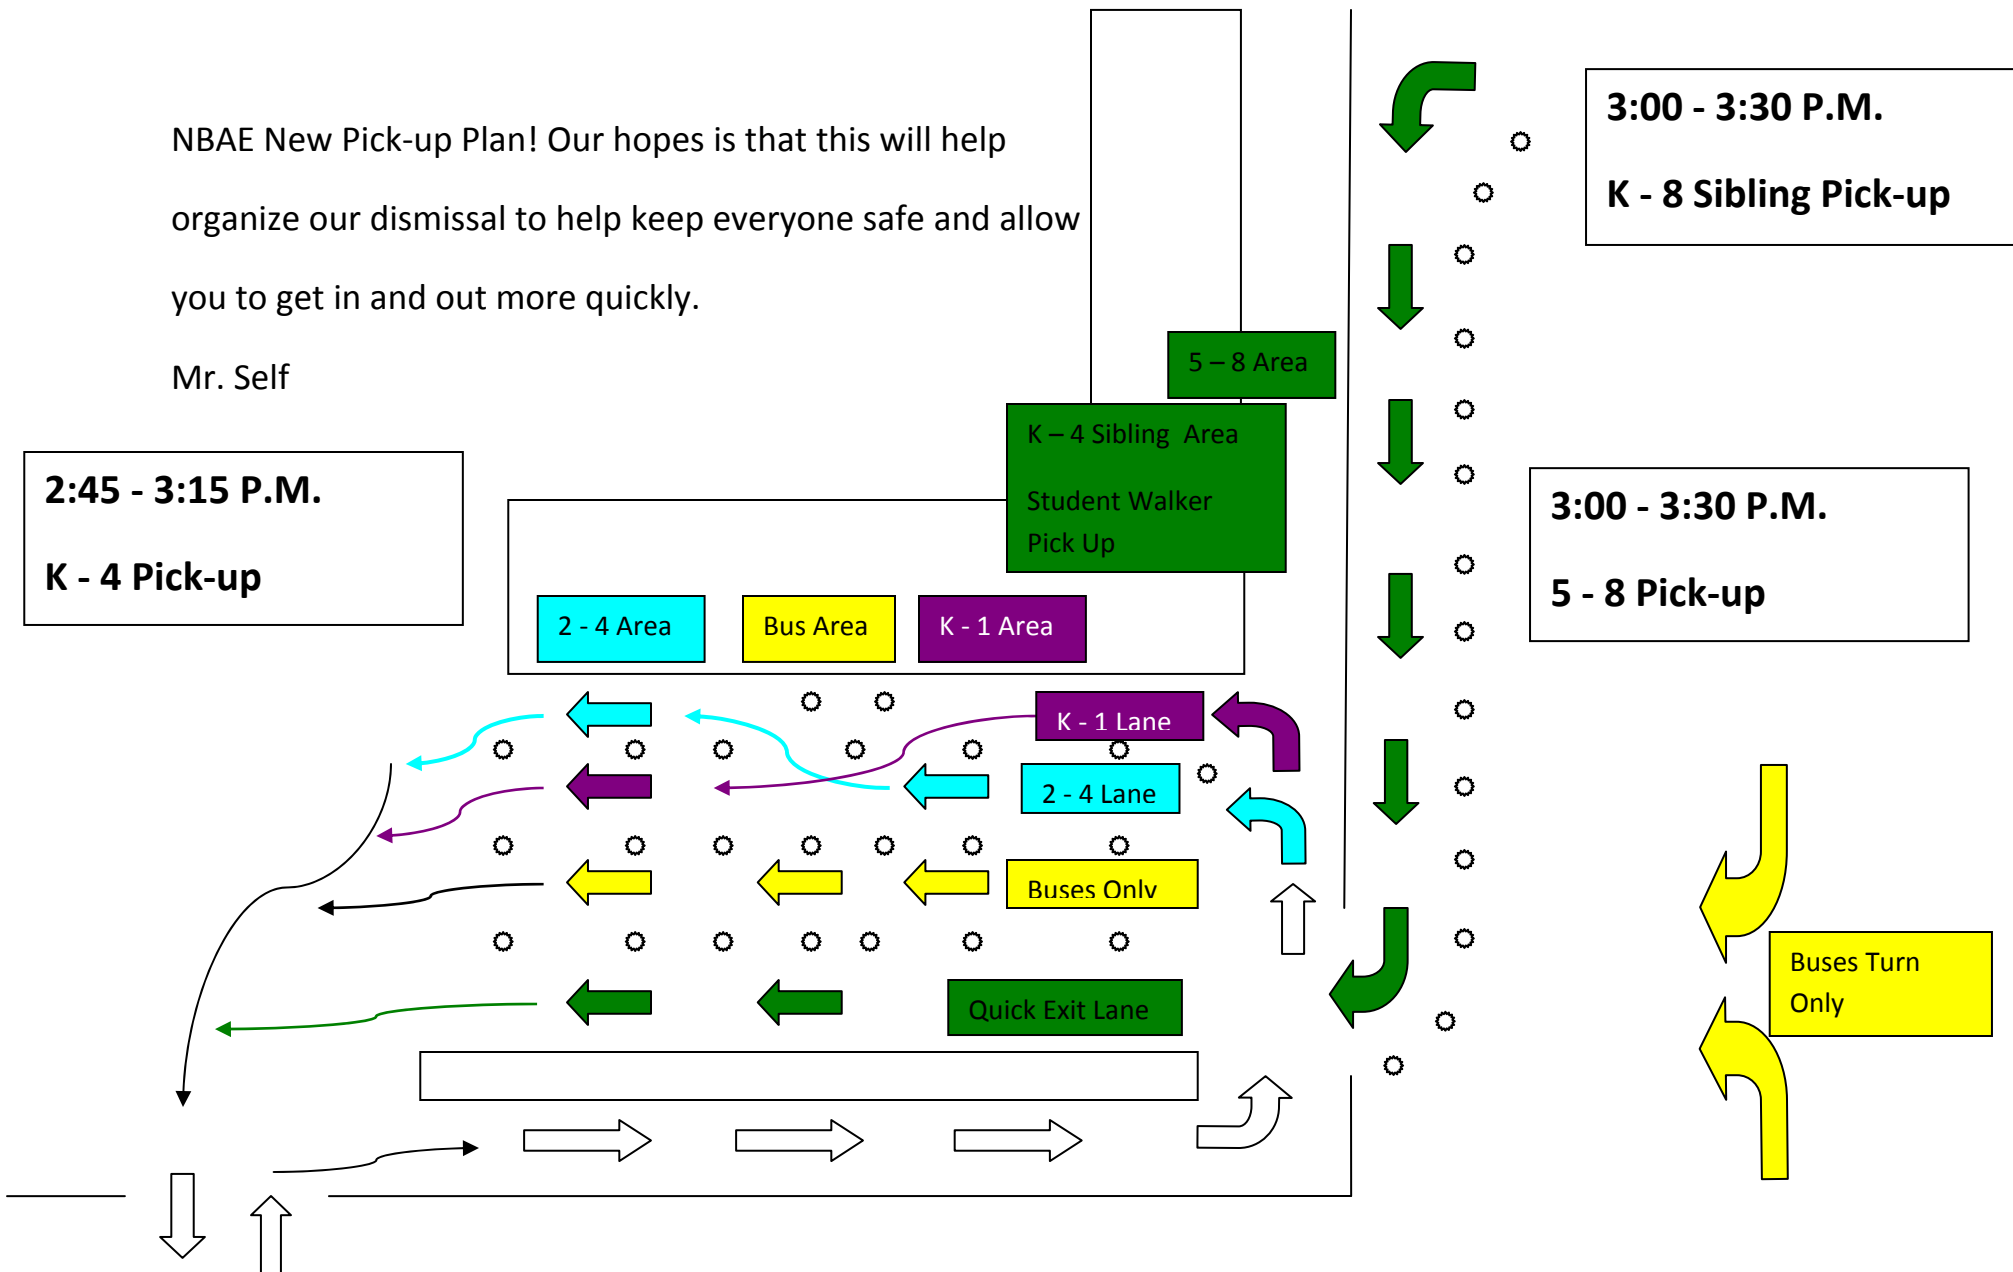 NBAE New Pick-up Plan! Our hopes is that this will help
organize our dismissal to help keep everyone safe and allow
you to get in and out more quickly.
Mr. Self
3:00 - 3:30 P.M.
K - 8 Sibling Pick-up
5 – 8 Area
K – 4 Sibling Area
Student Walker
Pick Up
2:45 - 3:15 P.M.
K - 4 Pick-up
3:00 - 3:30 P.M.
5 - 8 Pick-up
2 - 4 Area
Bus Area
K - 1 Area
K - 1 Lane
2 - 4 Lane
Buses Only
Quick Exit Lane
Buses Turn
Only